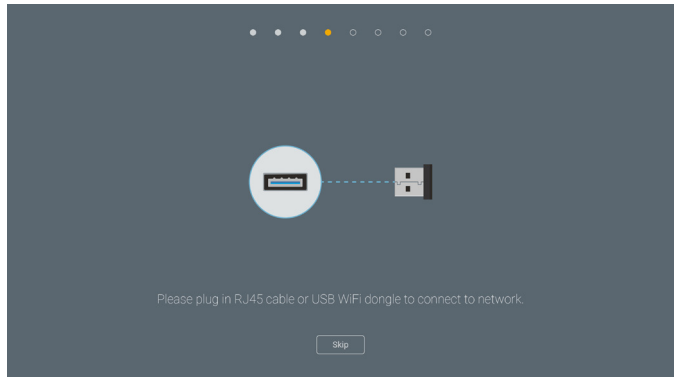 Please plug in RJ45 cable or USB WiFi dongle to connect to network.
Skip